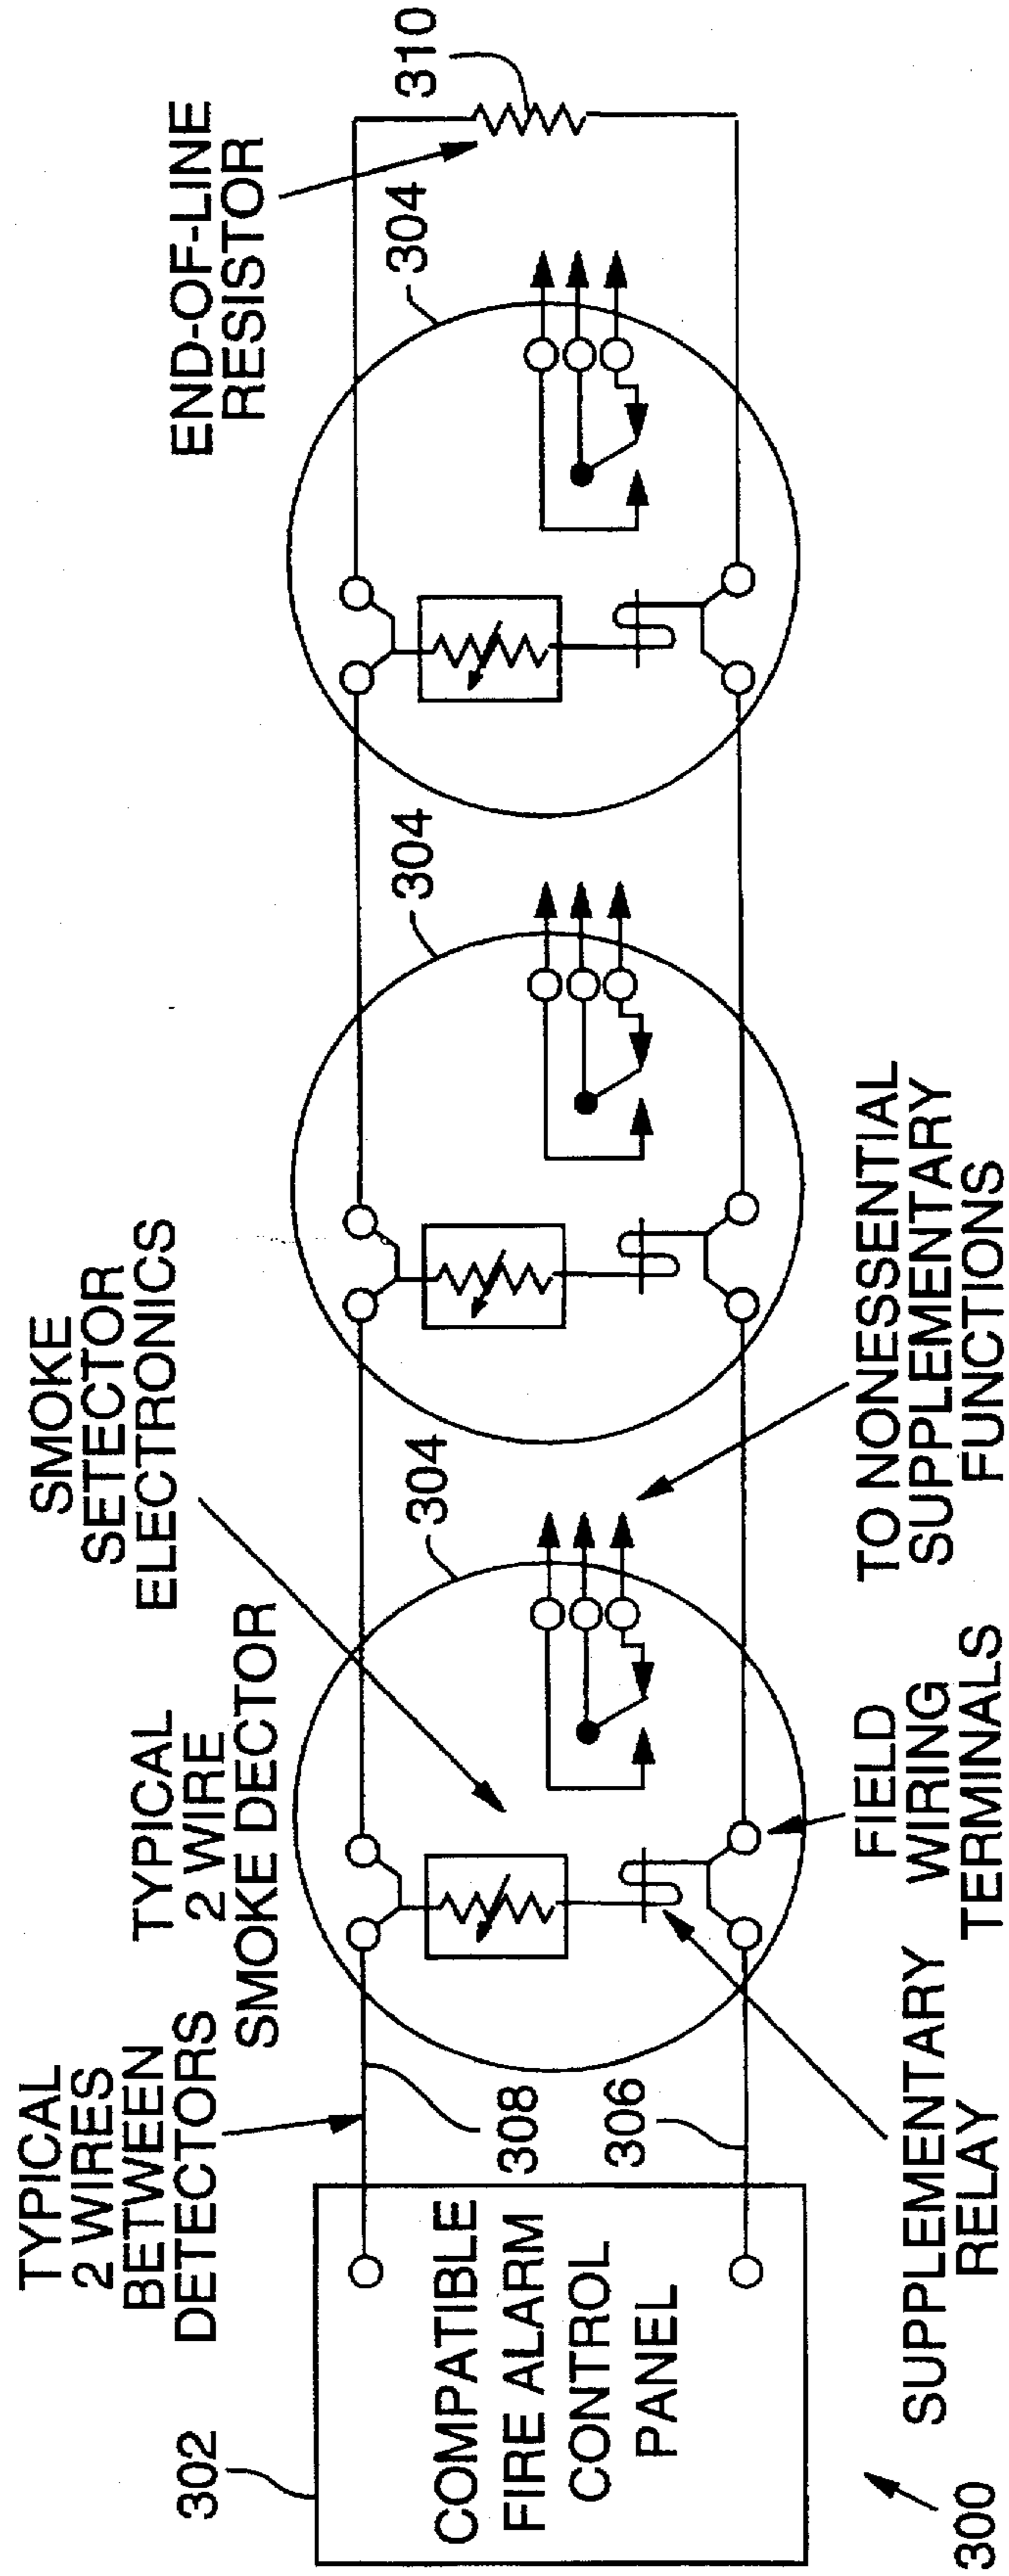 TYPICAL
2 WIRES
BETWEEN
DETECTORS
TYPICAL
2 WIRE
SMOKE DECTOR
SMOKE
SETECTOR
ELECTRONICS
END-OF-LINE
RESISTOR
302
308
306
304
304
304
310
COMPATIBLE
FIRE ALARM
CONTROL
PANEL
300
SUPPLEMENTARY
RELAY
FIELD
WIRING
TERMINALS
TO NONESSENTIAL
SUPPLEMENTARY
FUNCTIONS